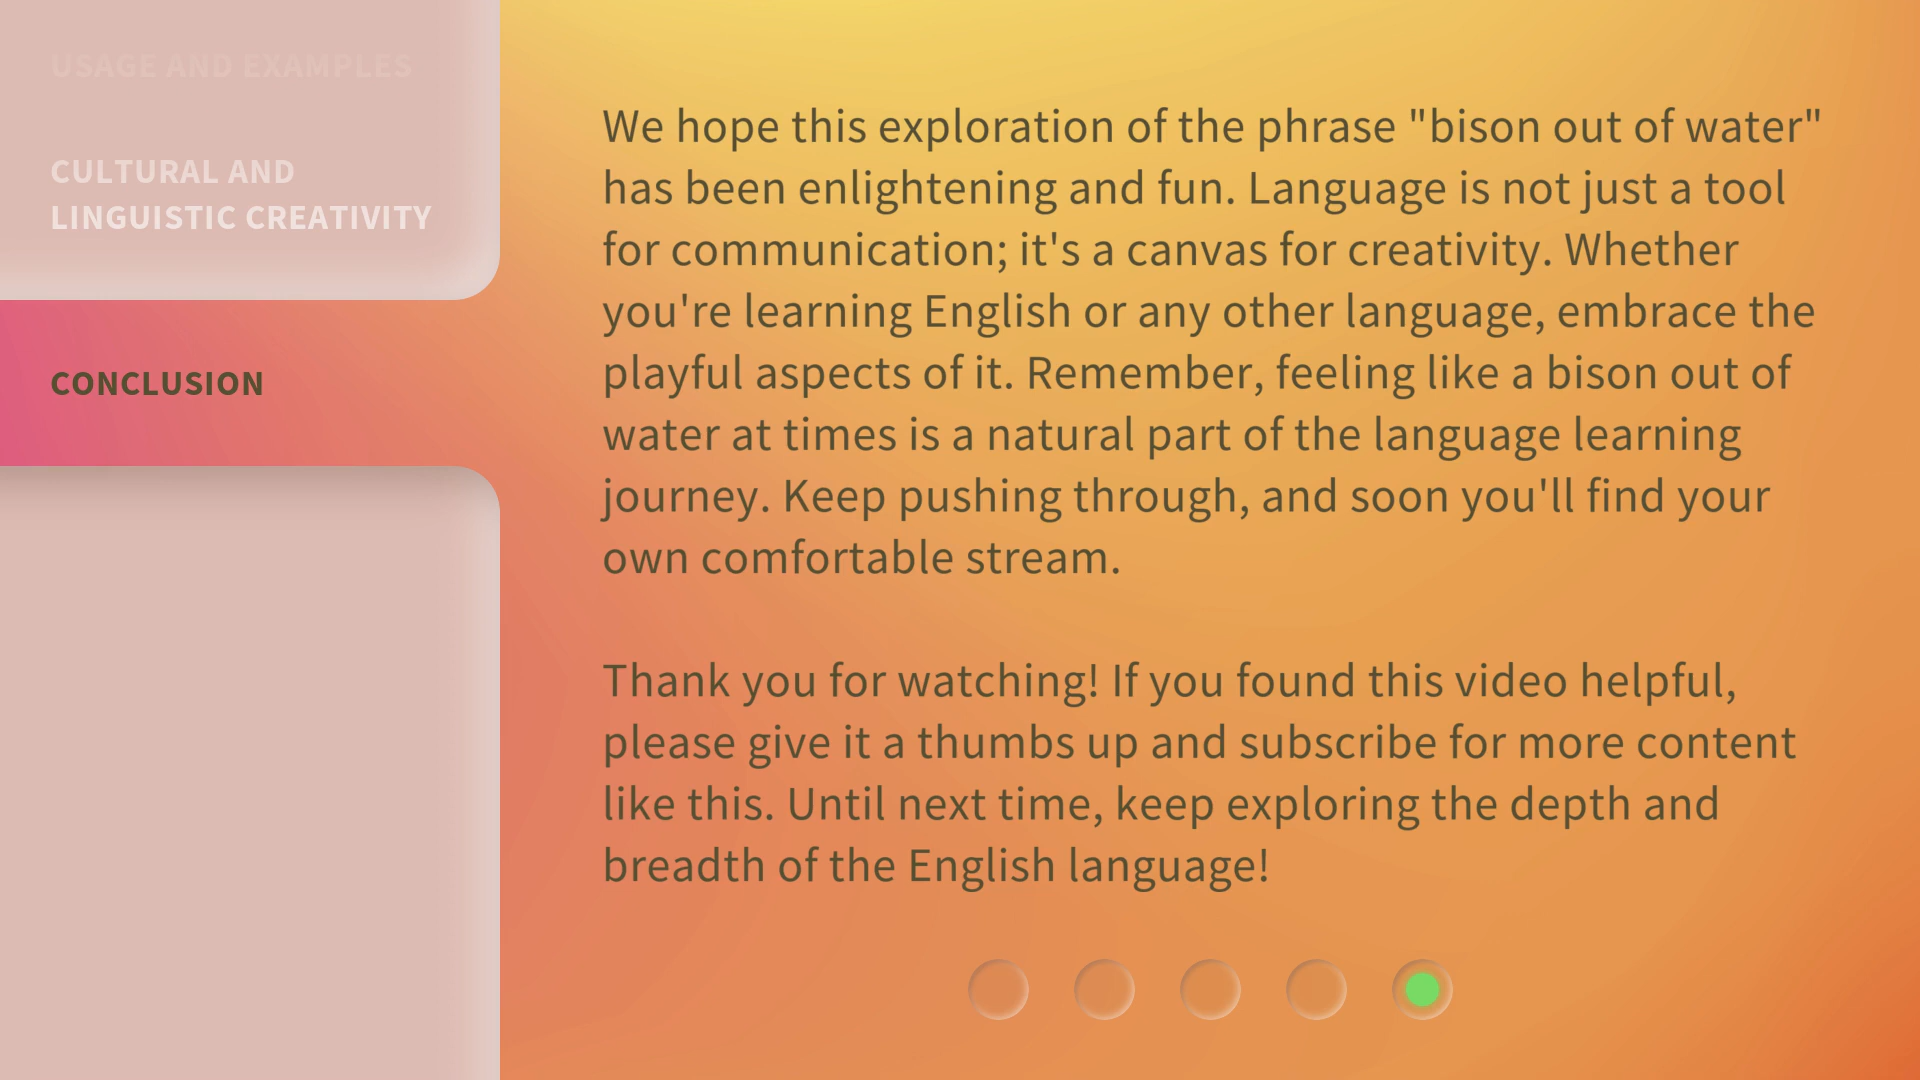 USAGE AND EXAMPLES
CULTURAL AND
LINGUISTIC CREATIVITY
CONCLUSION
We hope this exploration of the phrase "bison out of water"
has been enlightening and fun. Language is not just a tool
for communication; it's a canvas for creativity. Whether
you're learning English or any other language, embrace the
playful aspects of it. Remember, feeling like a bison out of
water at times is a natural part of the language learning
journey. Keep pushing through, and soon you'll find your
own comfortable stream.
Thank you for watching! If you found this video helpful,
please give it a thumbs up and subscribe for more content
like this. Until next time, keep exploring the depth and
breadth of the English language!